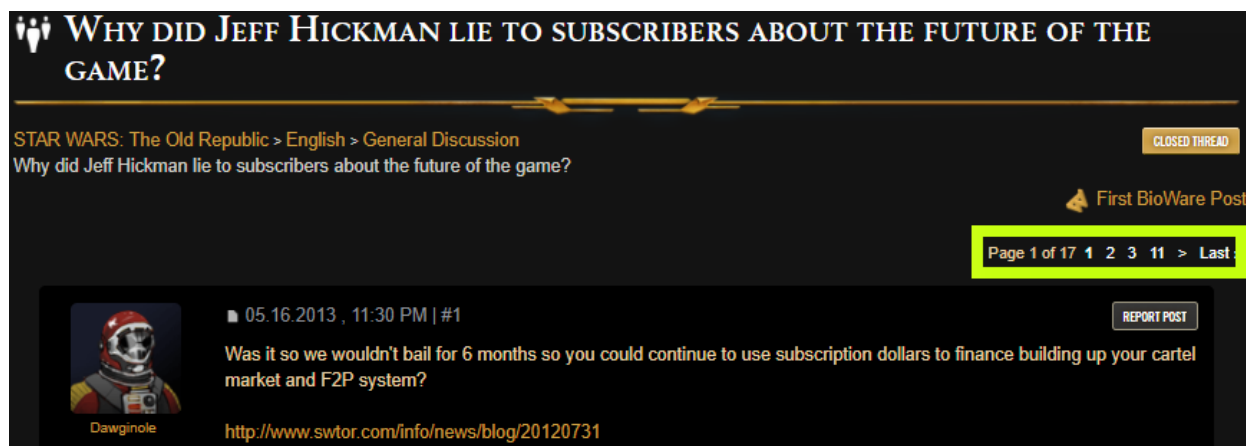 WHY DID JEFF HICKMAN LIE TO SUBSCRIBERS ABOUT THE FUTURE OF THE
GAME?
STAR WARS: The Old Republic > English > General Discussion
CLOSED THREAD
Why did Jeff Hickman lie to subscribers about the future of the game?
First BioWare Post
Page 1 of 17 1 2 3 11 > Last
05.16.2013 , 11:30 PM | #1
REPORT POST
Was it so we wouldn't bail for 6 months so you could continue to use subscription dollars to finance building up your cartel
market and F2P system?
Dawginole
http://www.swtor.com/info/news/blog/20120731